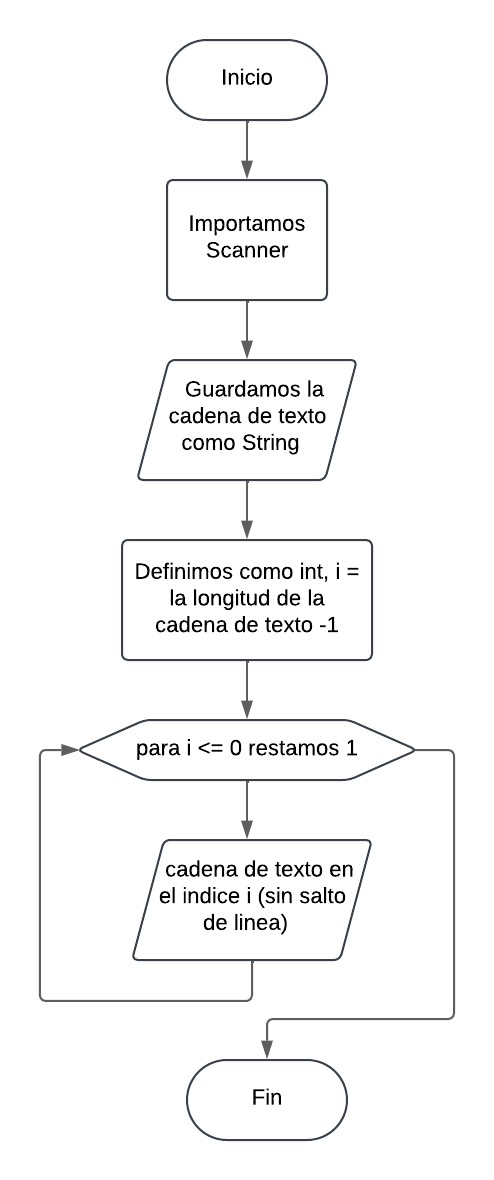 Inicio
Importamos
Scanner
Guardamos la
cadena de texto
como String
Definimos como int, i =
la longitud de la
cadena de texto -1
para i <= 0 restamos 1
cadena de texto en
el indice i (sin salto
de linea)
Fin